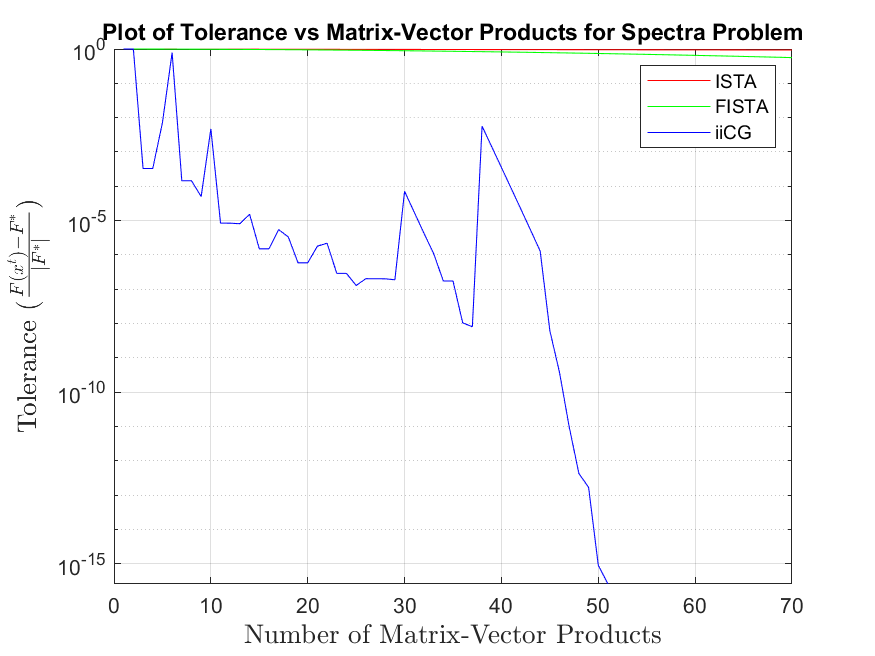 Plot of Tolerance vs Matrix-Vector Products for Spectra Problem
10^0
10^-5
10^-10
10^-15
Tolerance (\frac{F(x^t)-F^*}{|F^*|})
ISTA
FISTA
iiCG
0 10 20 30 40 50 60 70
Number of Matrix-Vector Products